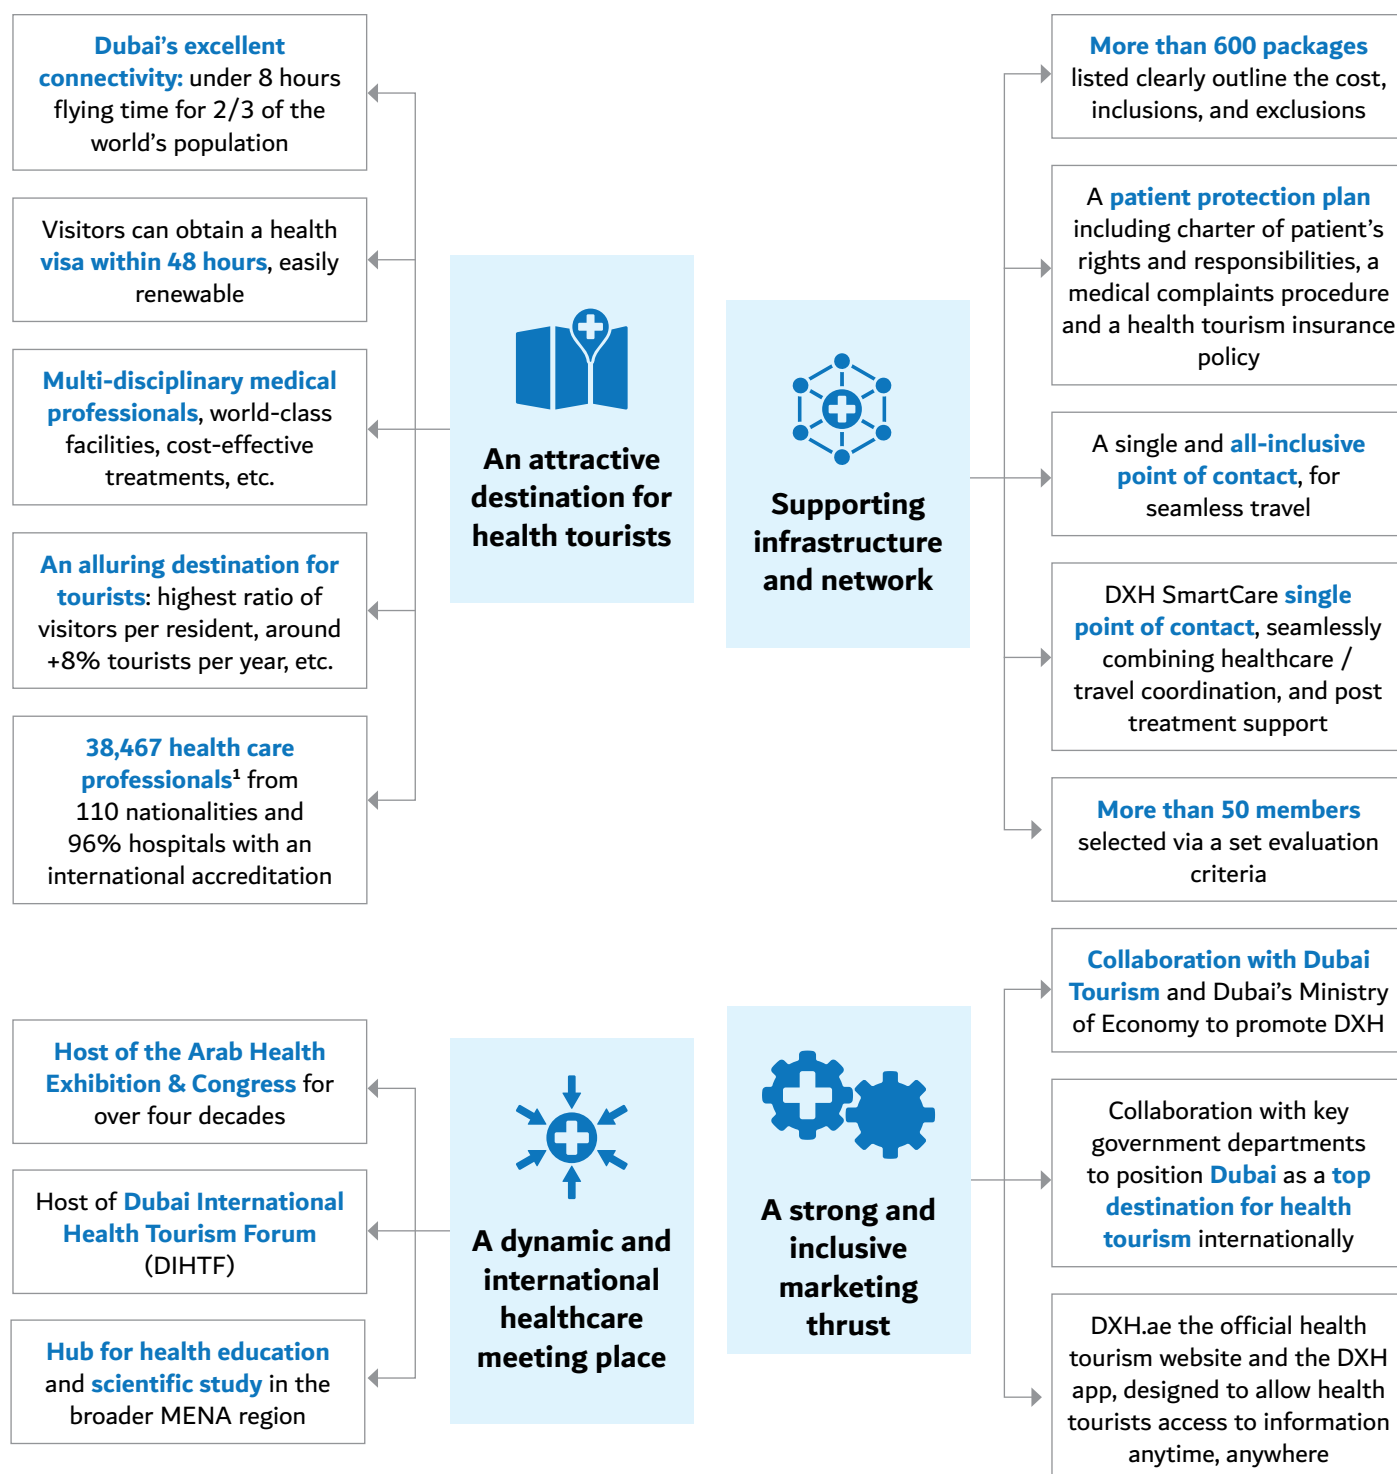 Dubai’s excellent
connectivity: under 8 hours
flying time for 2/3 of the
world’s population
Visitors can obtain a health
visa within 48 hours, easily
renewable
Multi-disciplinary medical
professionals, world-class
facilities, cost-effective
treatments, etc.
An alluring destination for
tourists: highest ratio of
visitors per resident, around
+8% tourists per year, etc.
38,467 health care
professionals¹ from
110 nationalities and
96% hospitals with an
international accreditation
An attractive
destination for
health tourists
Supporting
infrastructure
and network
More than 600 packages
listed clearly outline the cost,
inclusions, and exclusions
A patient protection plan
including charter of patient’s
rights and responsibilities, a
medical complaints procedure
and a health tourism insurance
policy
A single and all-inclusive
point of contact, for
seamless travel
DXH SmartCare single
point of contact, seamlessly
combining healthcare /
travel coordination, and post
treatment support
More than 50 members
selected via a set evaluation
criteria
Host of the Arab Health
Exhibition & Congress for
over four decades
Host of Dubai International
Health Tourism Forum
(DIHTF)
Hub for health education
and scientific study in the
broader MENA region
A dynamic and
international
healthcare
meeting place
A strong and
inclusive
marketing
thrust
Collaboration with Dubai
Tourism and Dubai’s Ministry
of Economy to promote DXH
Collaboration with key
government departments
to position Dubai as a top
destination for health
tourism internationally
DXH.ae the official health
tourism website and the DXH
app, designed to allow health
tourists access to information
anytime, anywhere